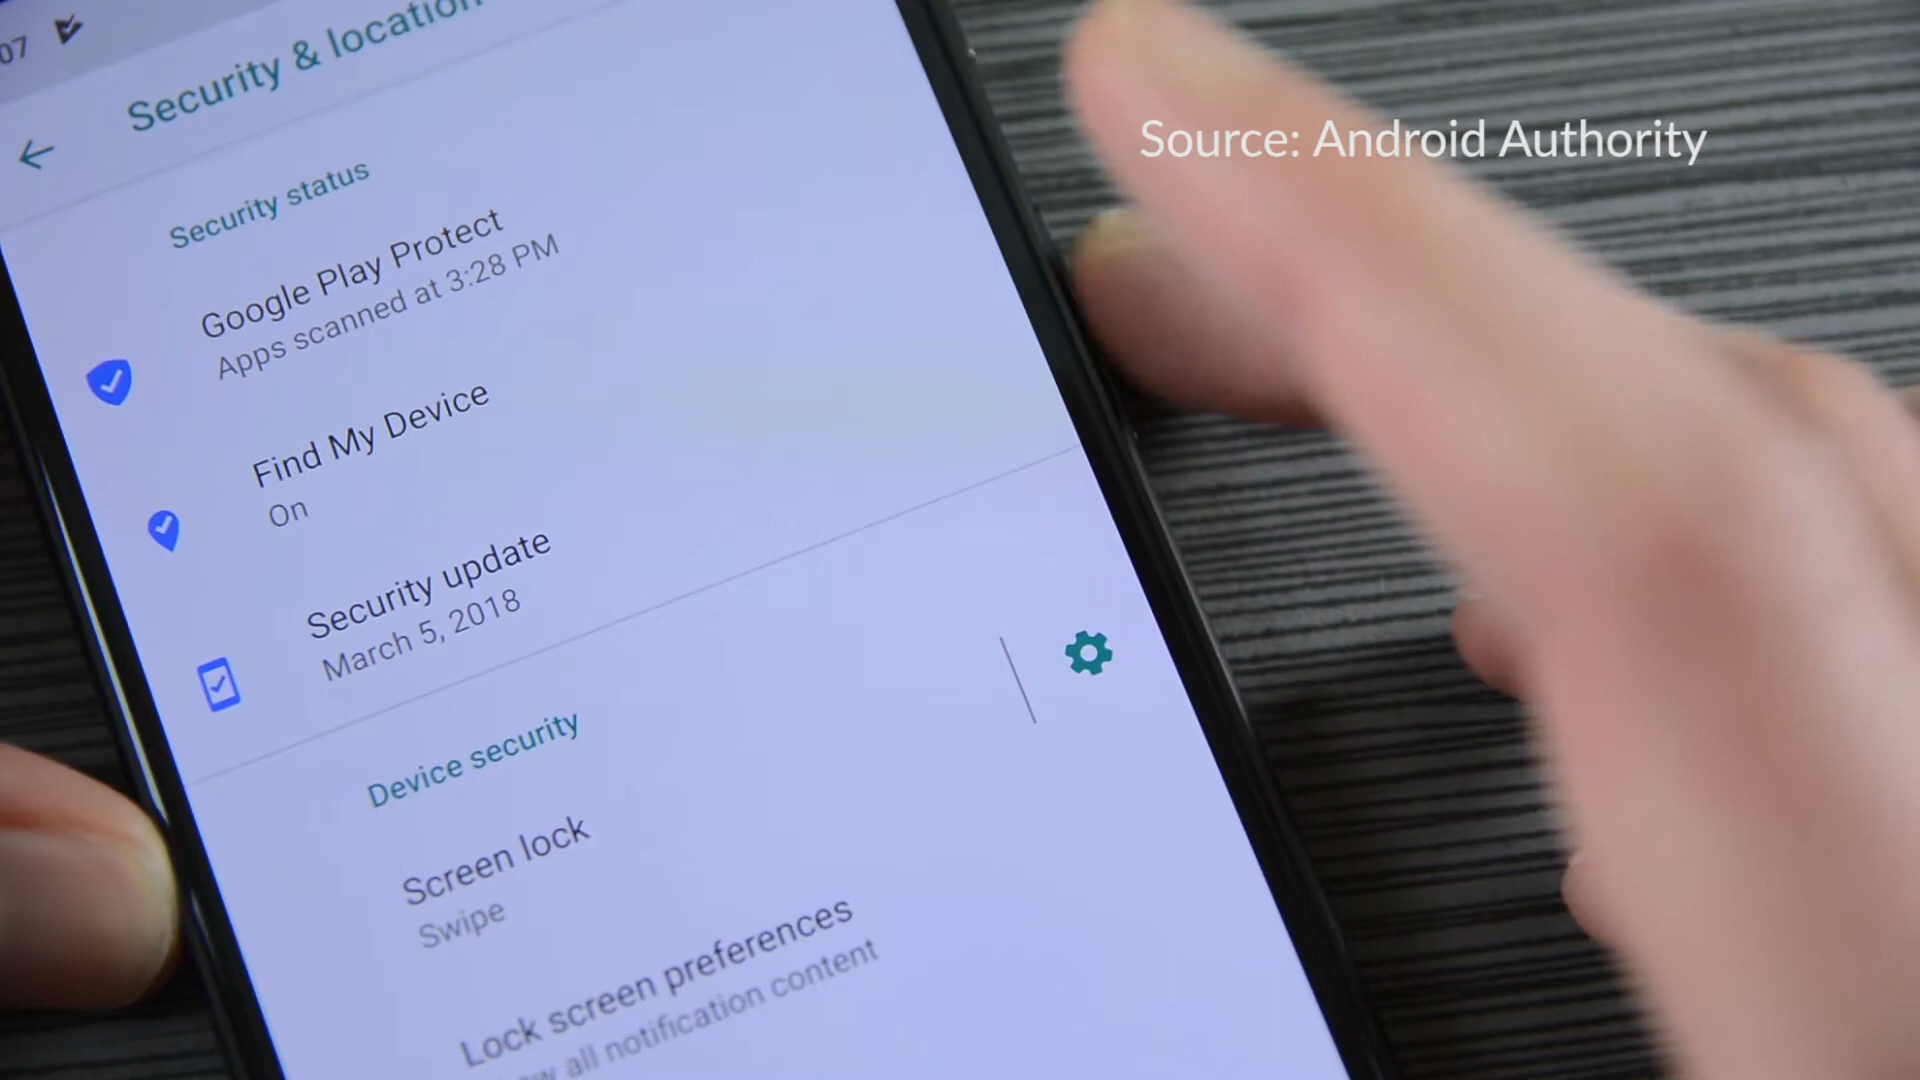 07
Security & location
Source: Android Authority
Security status
Google Play Protect
Apps scanned at 3:28 PM
Find My Device
On
Security update
March 5, 2018
Device security
Screen lock
Swipe
Lock screen preferences
all notification content